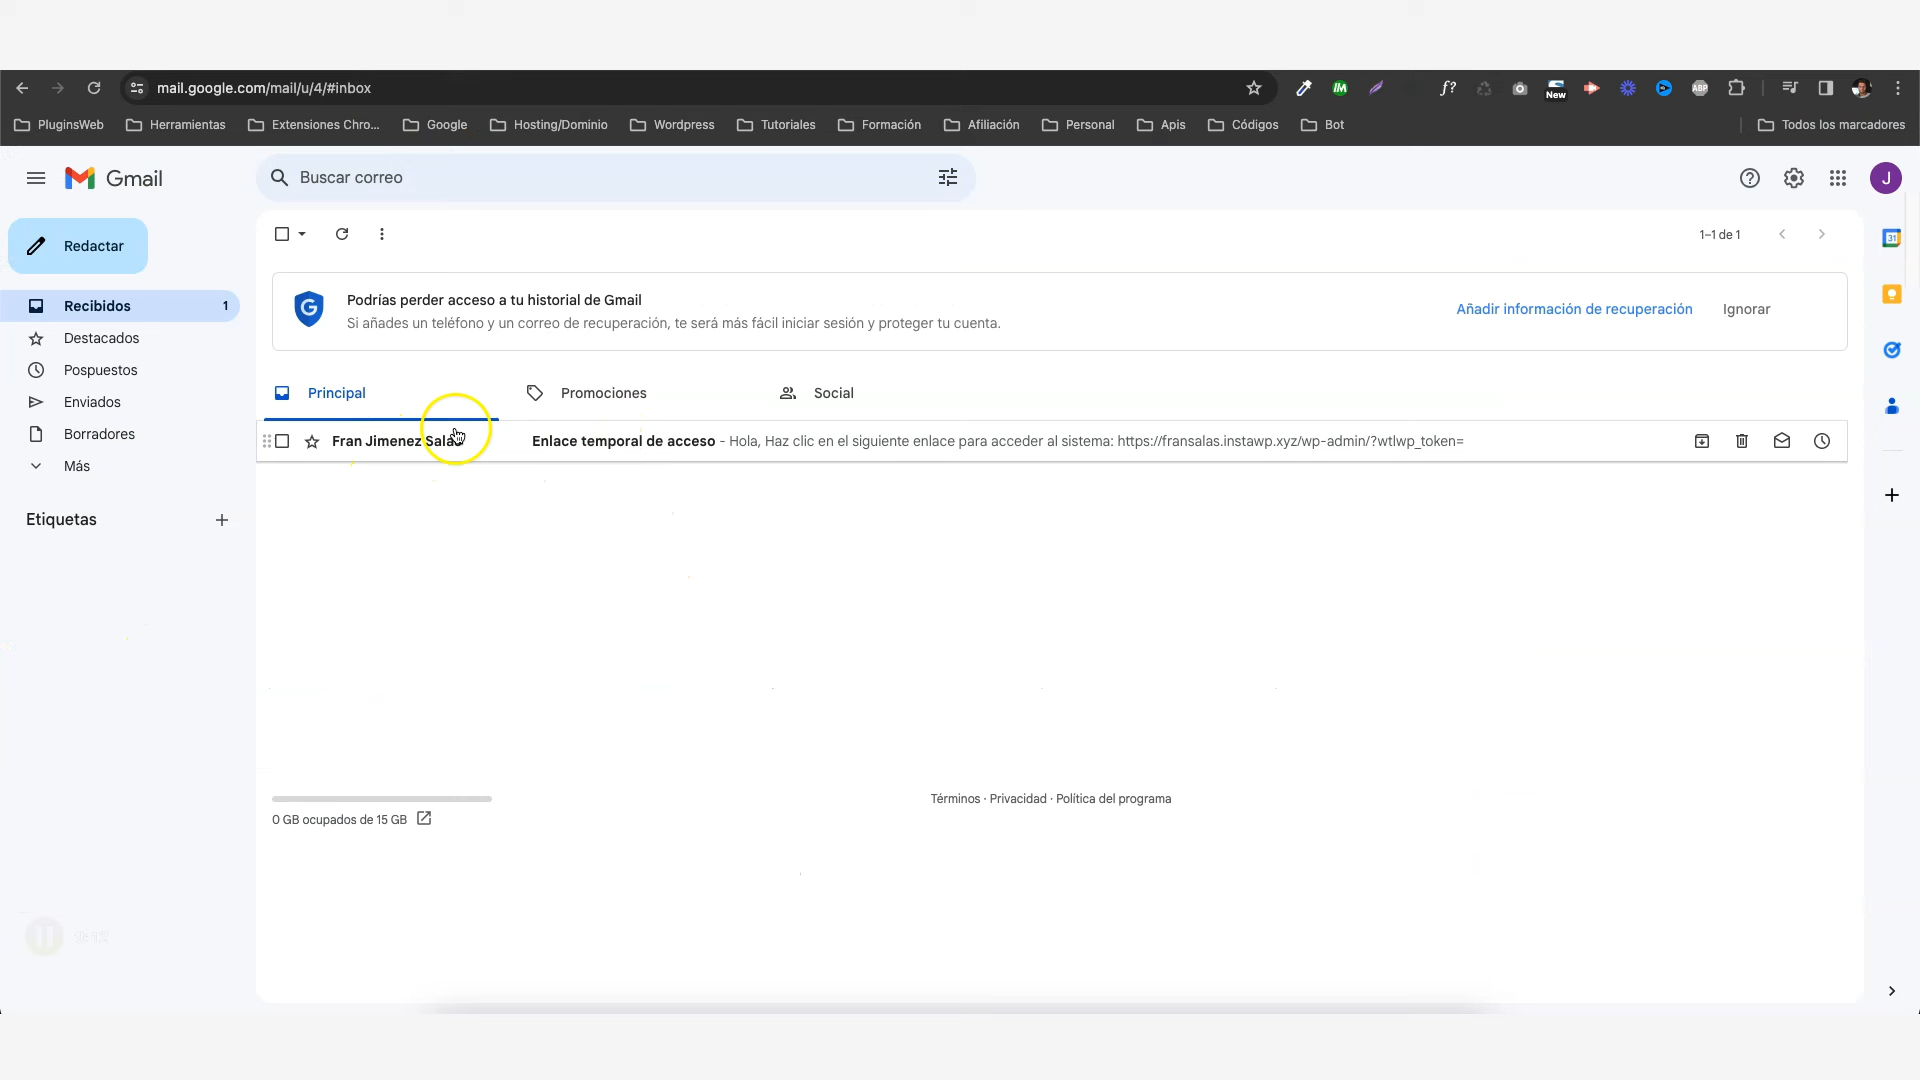 mail.google.com/mail/u/4/#inbox
New
ABP
PluginsWeb
Herramientas
Extensiones Chro...
Google
Hosting/Dominio
Wordpress
Tutoriales
Formación
Afiliación
Personal
Apis
Códigos
Bot
Todos los marcadores
Gmail
Buscar correo
J
Redactar
1–1 de 1
Recibidos 1
Destacados
Pospuestos
Enviados
Borradores
Más
Etiquetas
Podrías perder acceso a tu historial de Gmail
Si añades un teléfono y un correo de recuperación, te será más fácil iniciar sesión y proteger tu cuenta.
Añadir información de recuperación
Ignorar
Principal
Promociones
Social
Fran Jimenez Salas
Enlace temporal de acceso - Hola, Haz clic en el siguiente enlace para acceder al sistema: https://fransalas.instawp.xyz/wp-admin/?wtlwp_token=
31
Términos · Privacidad · Política del programa
0 GB ocupados de 15 GB